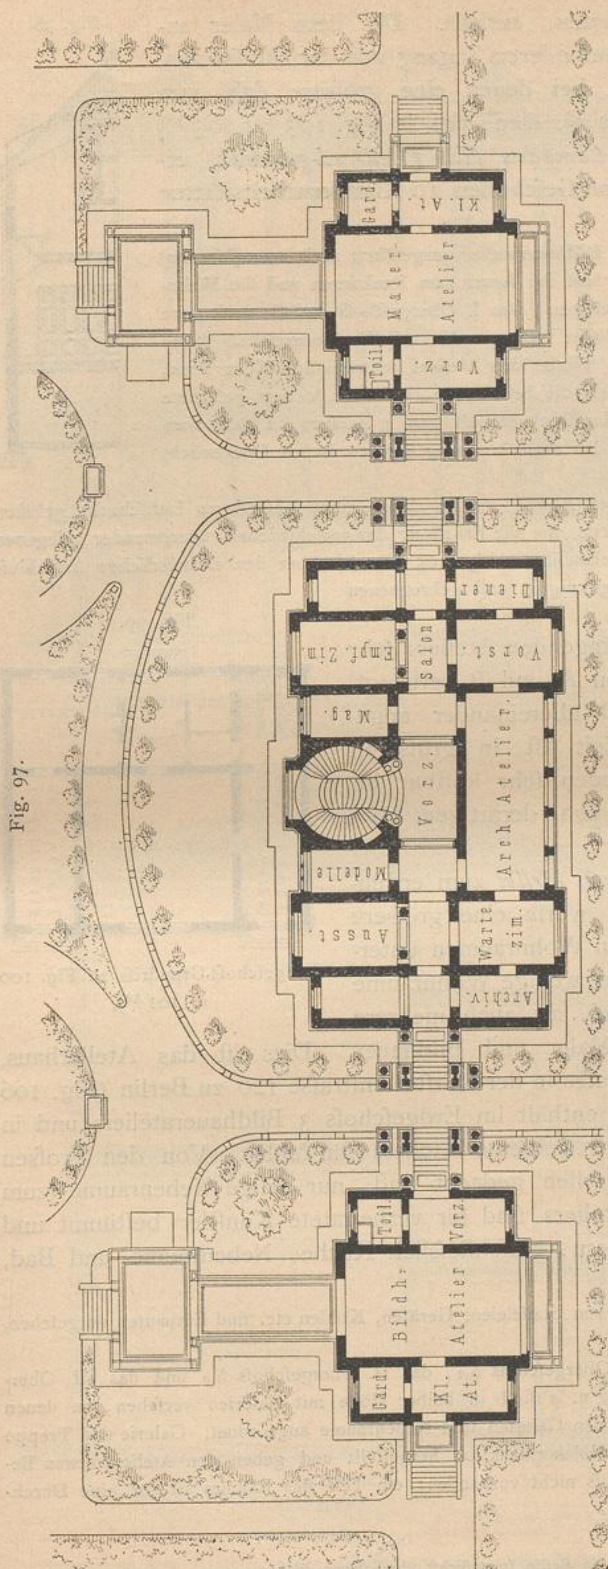 Fig. 97.
Gard.
Kl.
At.
Bildh.-
Atelier
Toil.
Vorz.
Archiv.
Ausst.
Warte
zim.
Modelle
Vorz.
Arch. Atelier.
Mag.
Empf. Zim.
Salon
Vorst.
Diener
Toil.
Vorz.
Maler-
Atelier
Gard.
Kl. At.